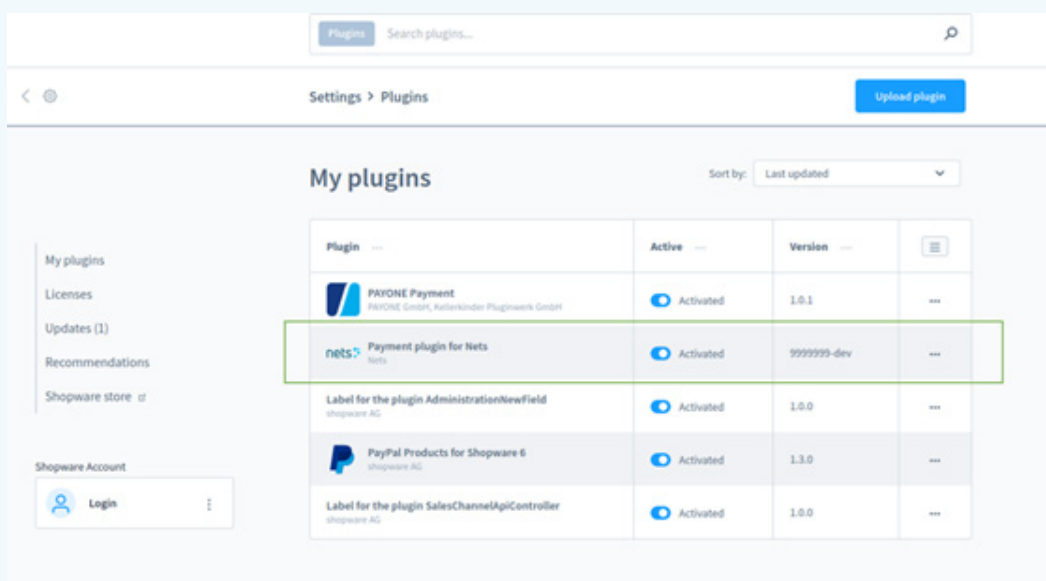 Plugins Search plugins...
Settings > Plugins
Upload plugin
My plugins
Sort by: Last updated
My plugins
Licenses
Updates (1)
Recommendations
Shopware store
Shopware Account
Login
Plugin ... Active ... Version ...
PAYONE Payment
PAYONE GmbH, Kellerkinder Pluginwerk GmbH
Activated 1.0.1
nets
Payment plugin for Nets
Nets
Activated 9999999-dev
Label for the plugin AdministrationNewField
shopware AG
Activated 1.0.0
PayPal Products for Shopware 6
shopware AG
Activated 1.3.0
Label for the plugin SalesChannelApiController
shopware AG
Activated 1.0.0